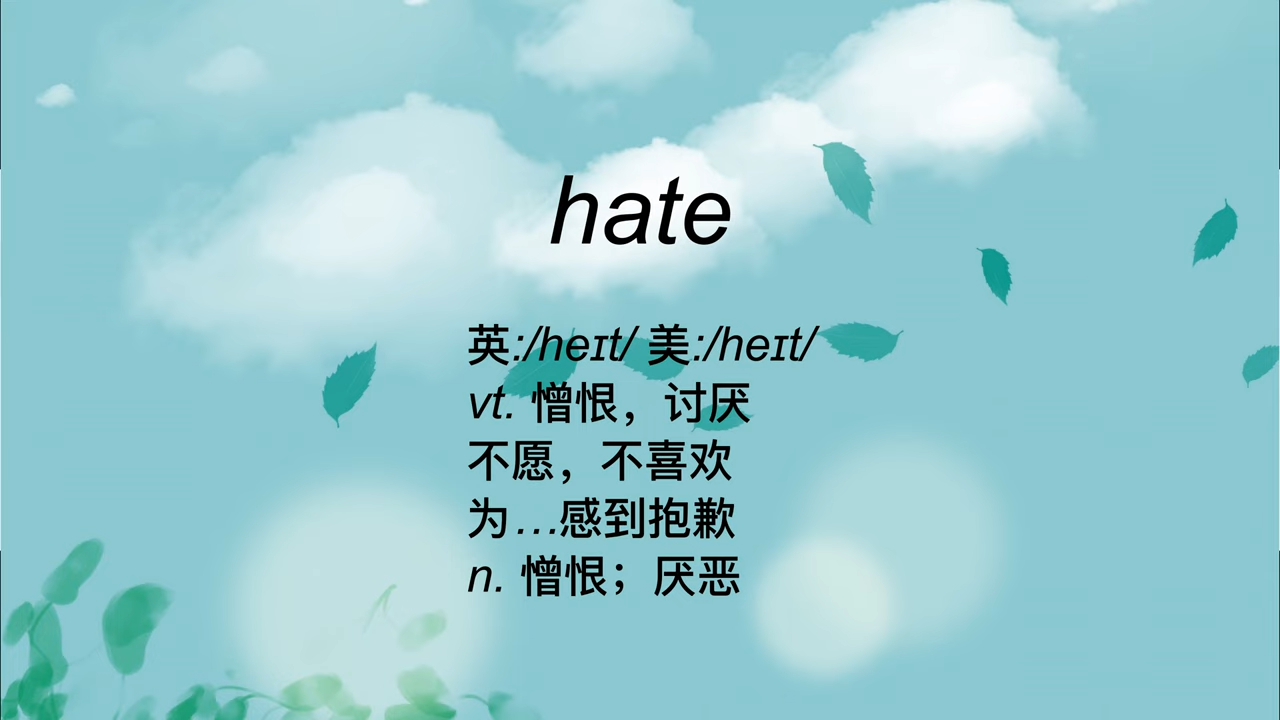 hate
英:/heɪt/ 美:/heɪt/
vt. 憎恨，讨厌
不愿，不喜欢
为…感到抱歉
n. 憎恨；厌恶